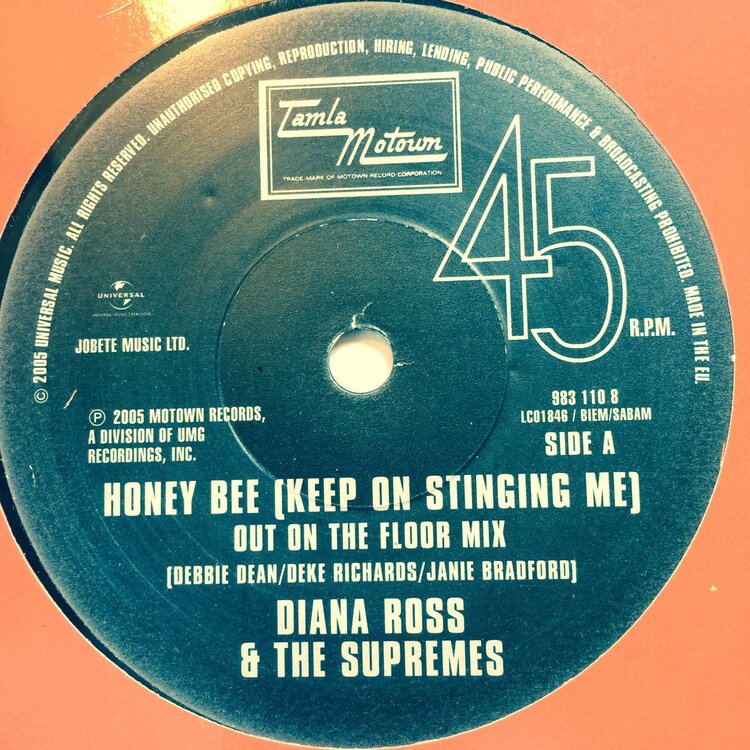 © 2005 UNIVERSAL MUSIC. ALL RIGHTS RESERVED. UNAUTHORISED COPYING, REPRODUCTION, HIRING, LENDING, PUBLIC PERFORMANCE & BROADCASTING PROHIBITED. MADE IN THE EU.
Tamla
Motown
TRADE MARK OF MOTOWN RECORD CORPORATION
45
R.P.M.
UNIVERSAL
UNIVERSAL MUSIC CATALOGUE
JOBETE MUSIC LTD.
℗ 2005 MOTOWN RECORDS,
A DIVISION OF UMG
RECORDINGS, INC.
983 110 8
LC01846 / BIEM/SABAM
SIDE A
HONEY BEE (KEEP ON STINGING ME)
OUT ON THE FLOOR MIX
(DEBBIE DEAN/DEKE RICHARDS/JANIE BRADFORD)
DIANA ROSS
& THE SUPREMES